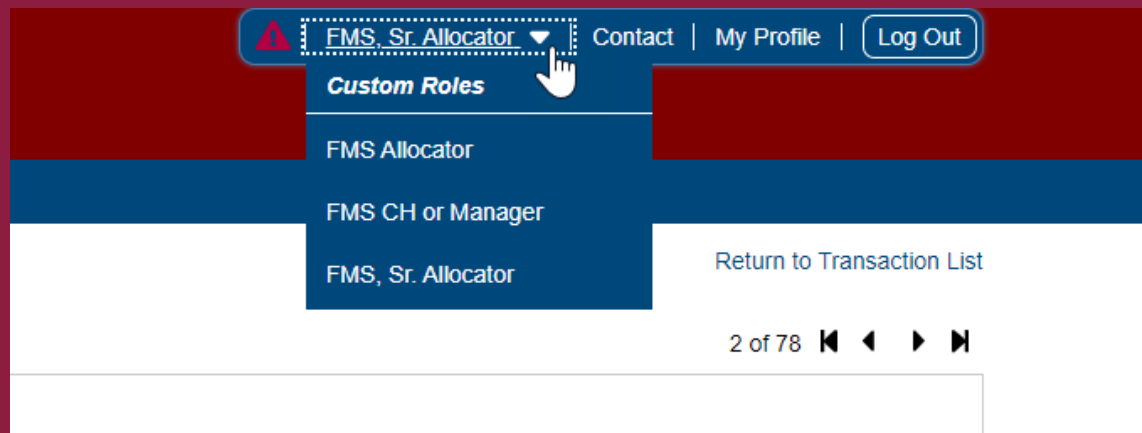 FMS, Sr. Allocator Contact | My Profile | Log Out
Custom Roles
FMS Allocator
FMS CH or Manager
FMS, Sr. Allocator
Return to Transaction List
2 of 78